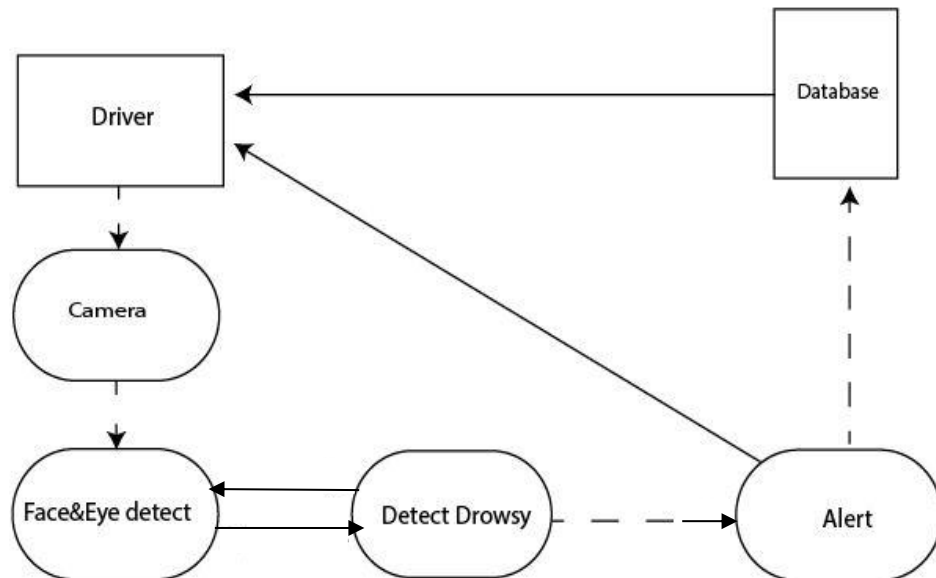 Driver
Database
Camera
Face&Eye detect
Detect Drowsy
Alert